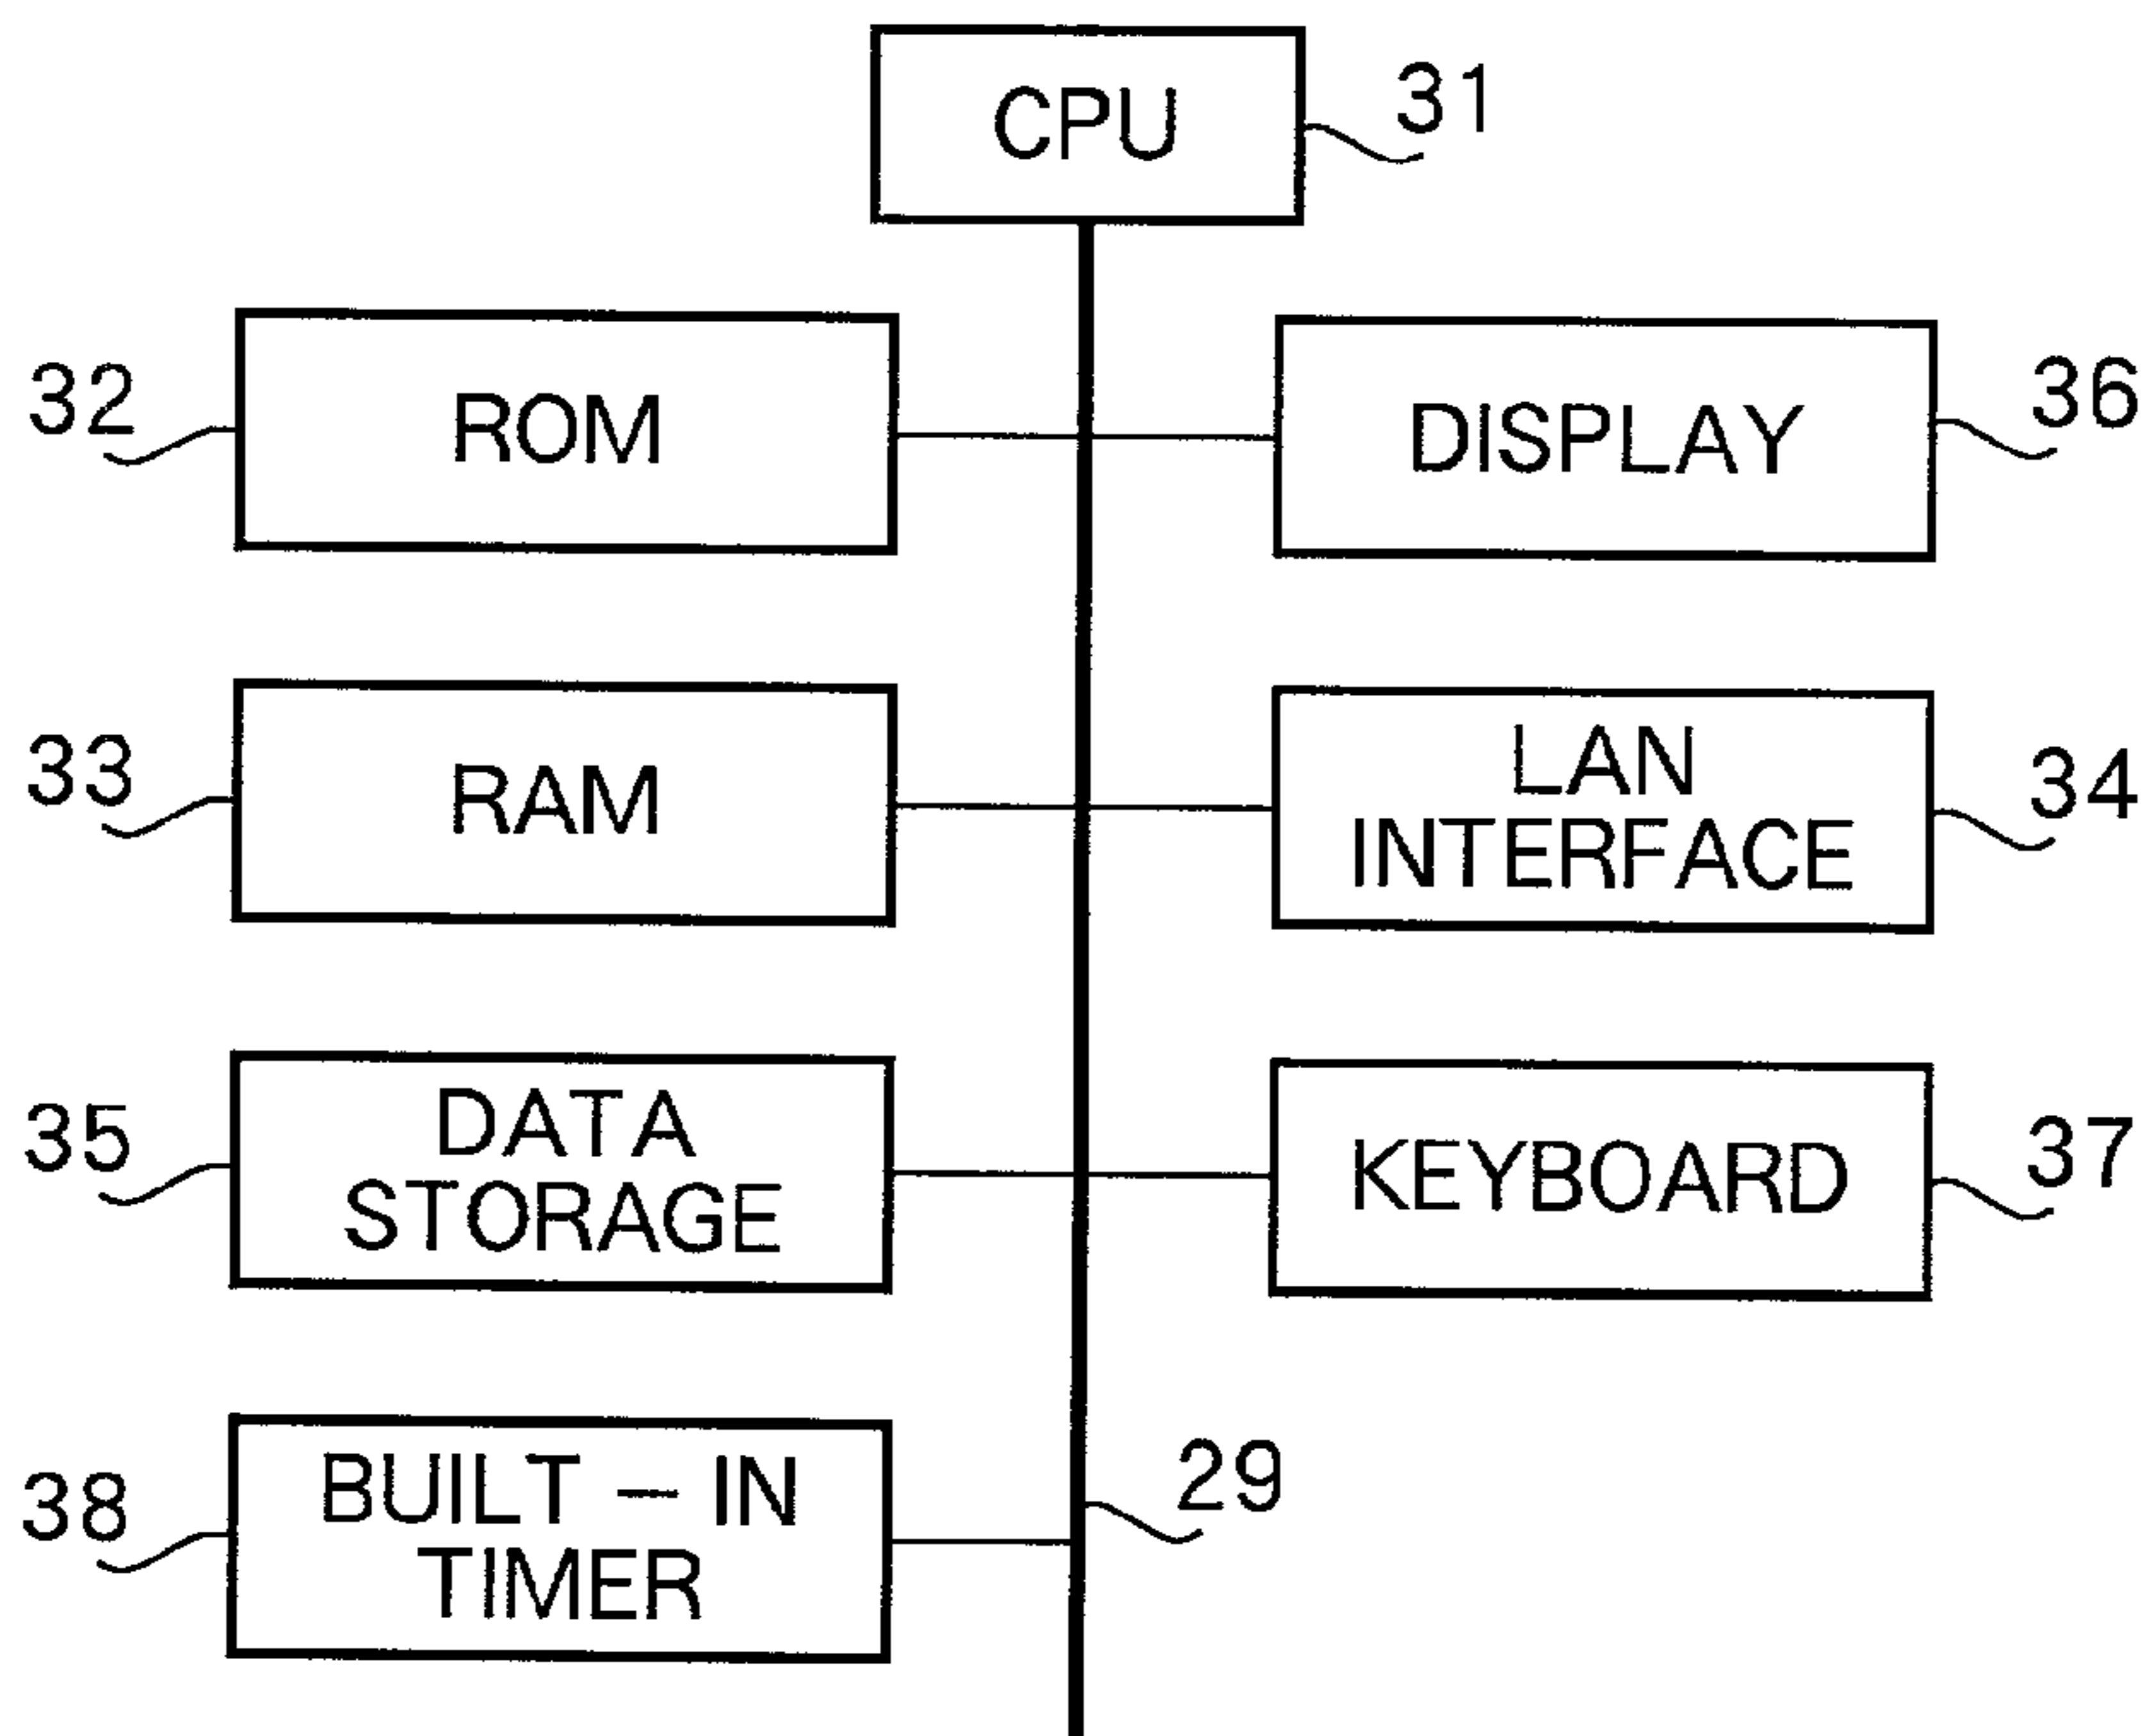 CPU
31
32
ROM
DISPLAY
36
33
RAM
LAN
INTERFACE
34
35
DATA
STORAGE
KEYBOARD
37
38
BUILT-IN
TIMER
29